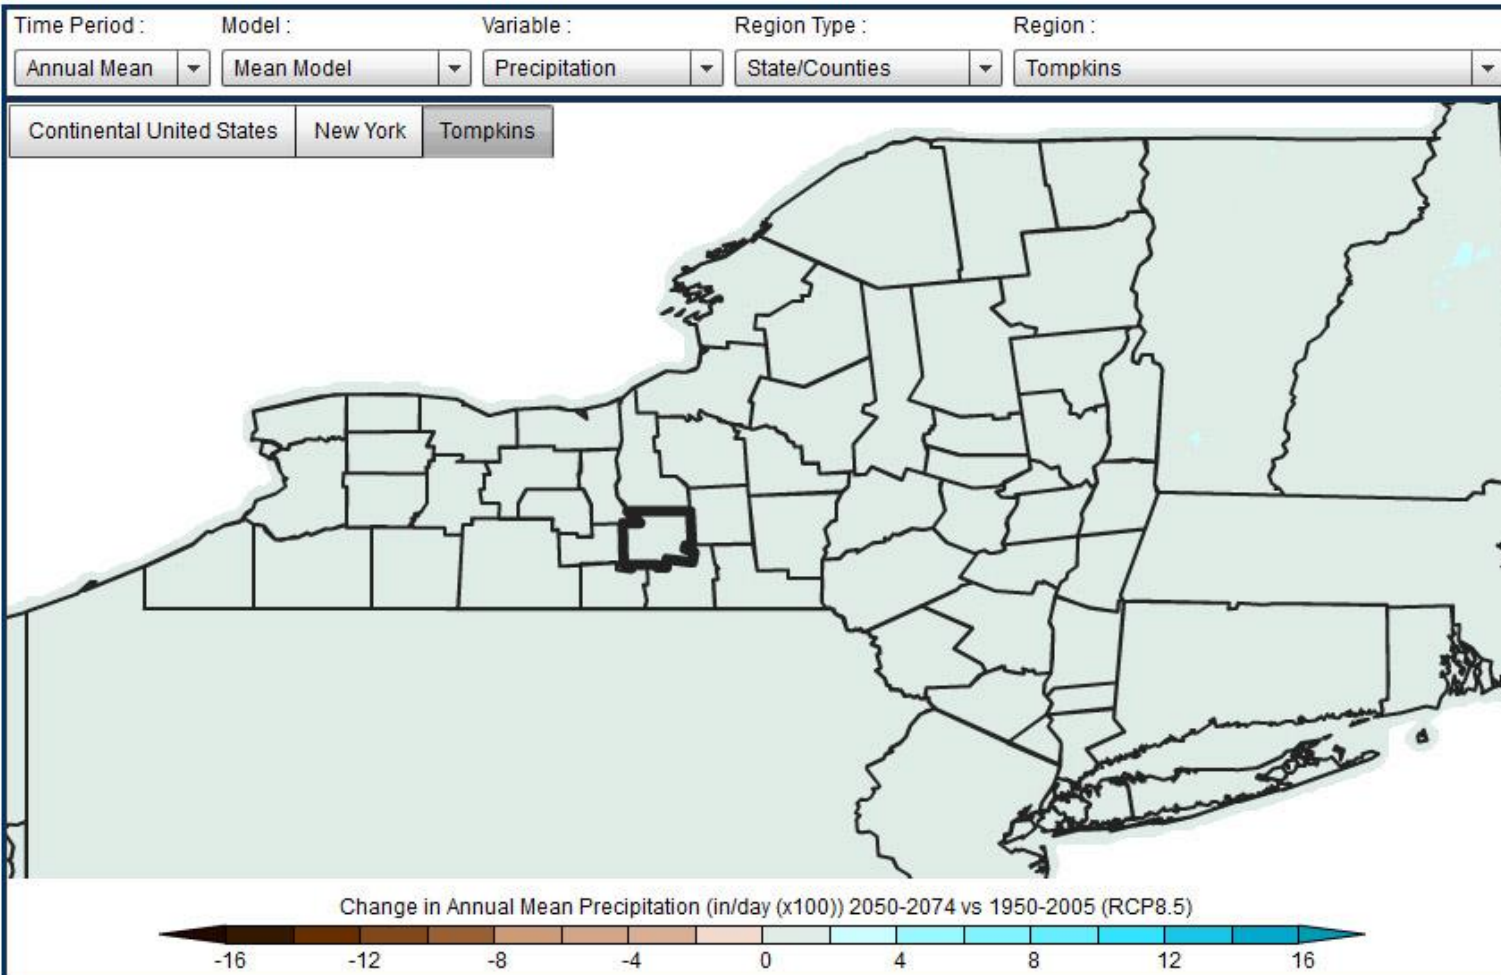 Time Period : Model : Variable : Region Type : Region :
Annual Mean Mean Model Precipitation State/Counties Tompkins
Continental United States New York Tompkins
Change in Annual Mean Precipitation (in/day (x100)) 2050-2074 vs 1950-2005 (RCP8.5)
-16 -12 -8 -4 0 4 8 12 16